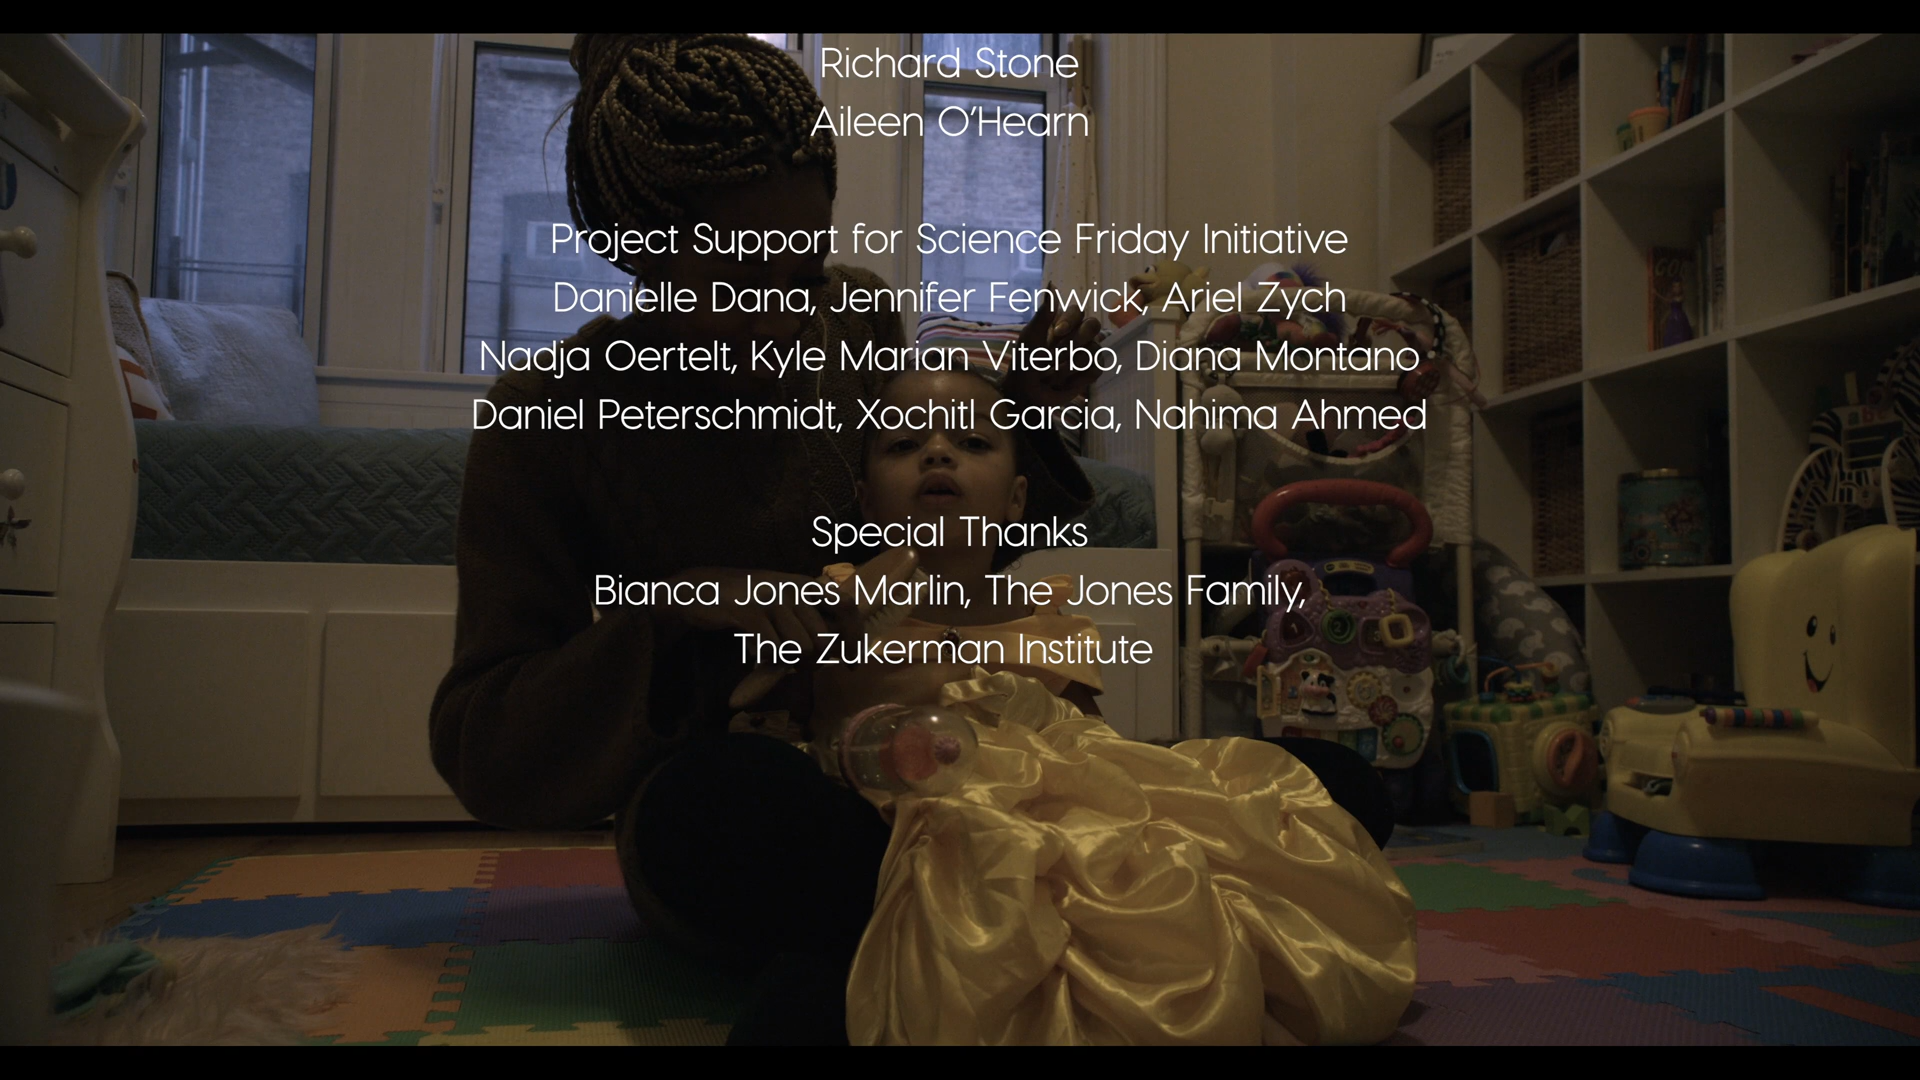 Richard Stone
Aileen O'Hearn
Project Support for Science Friday Initiative
Danielle Dana, Jennifer Fenwick, Ariel Zych
Nadja Oertelt, Kyle Marian Viterbo, Diana Montano
Daniel Peterschmidt, Xochitl Garcia, Nahima Ahmed
Special Thanks
Bianca Jones Marlin, The Jones Family,
The Zukerman Institute